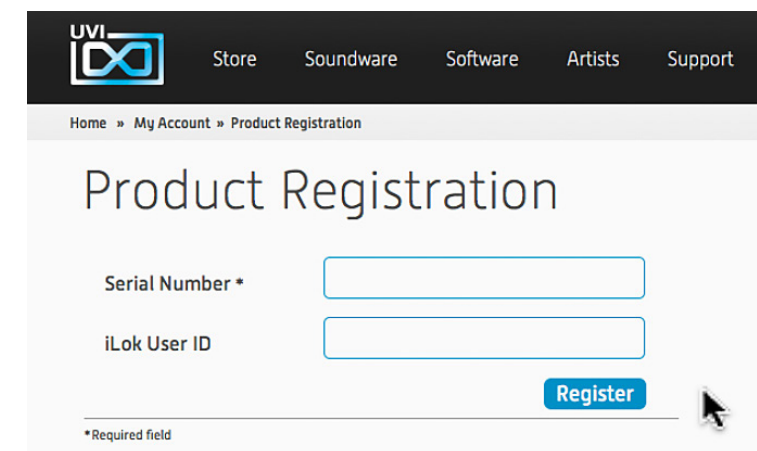 UVI
Store Soundware Software Artists Support
Home » My Account » Product Registration
Product Registration
Serial Number *
iLok User ID
Register
*Required field